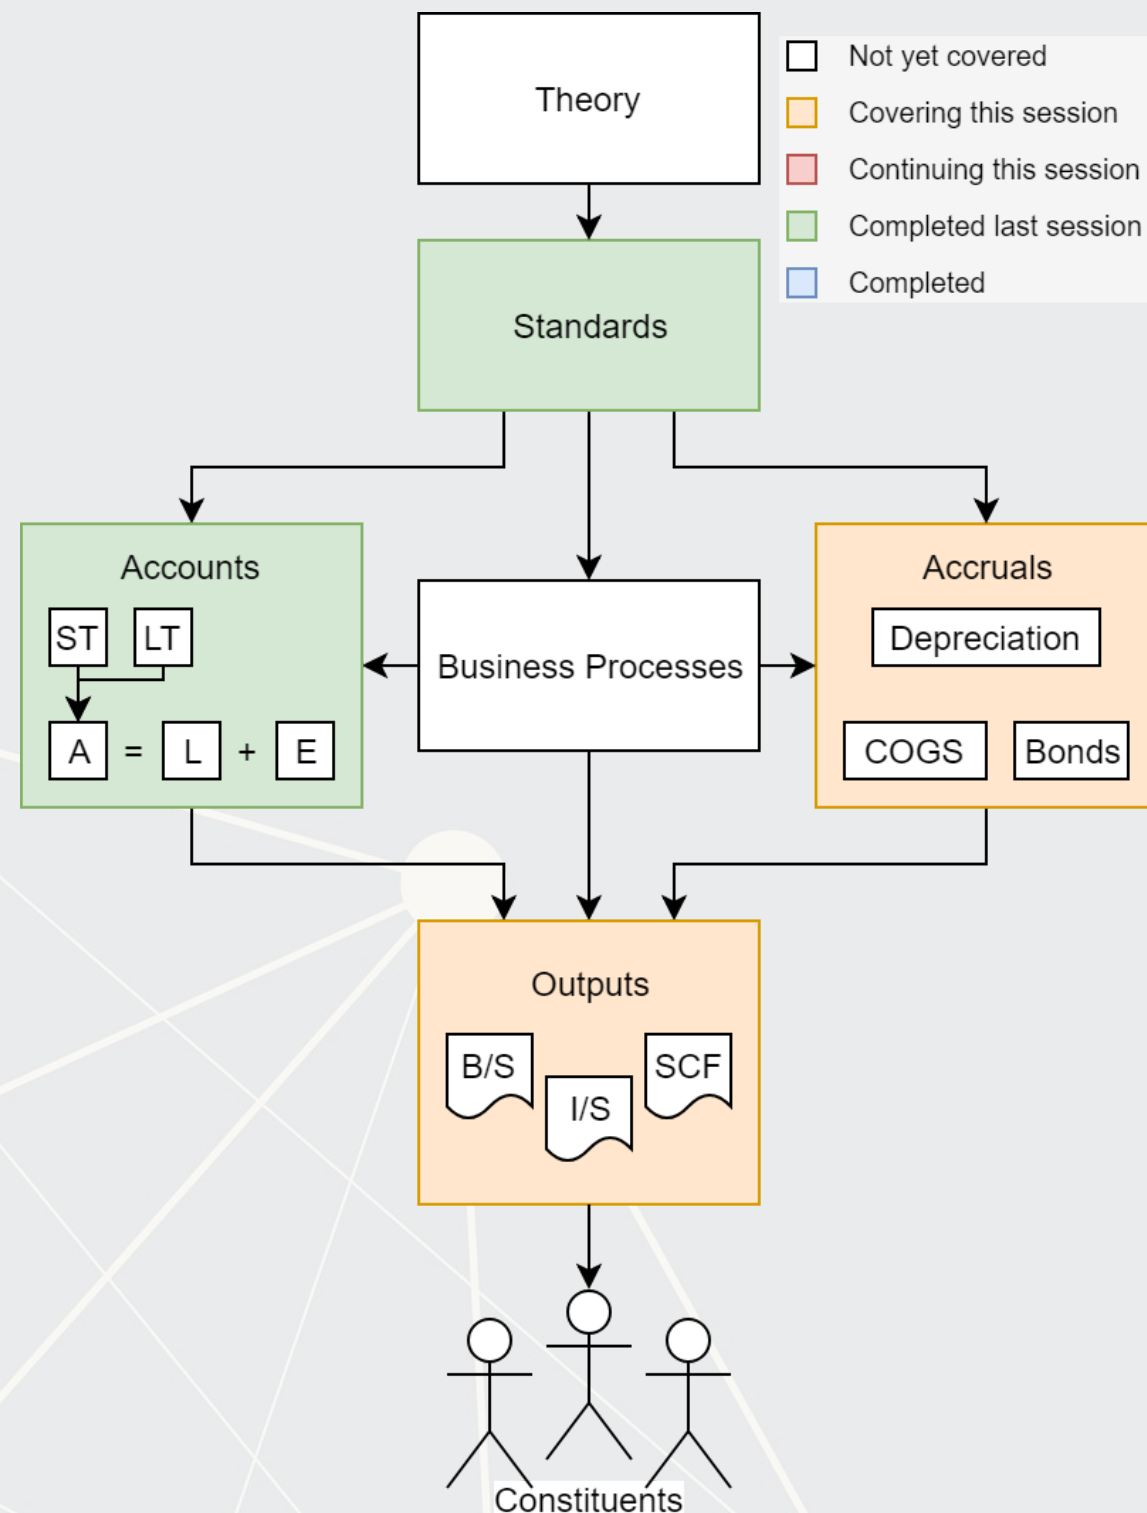 Theory
Not yet covered
Covering this session
Continuing this session
Completed last session
Completed
Standards
Accounts
ST LT
A = L + E
Business Processes
Accruals
Depreciation
COGS Bonds
Outputs
B/S
I/S
SCF
Constituents